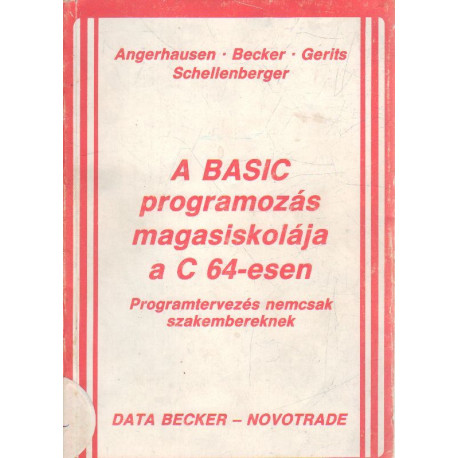 Angerhausen · Becker · Gerits
Schellenberger
A BASIC
programozás
magasiskolája
a C 64-esen
Programtervezés nemcsak
szakembereknek
DATA BECKER – NOVOTRADE